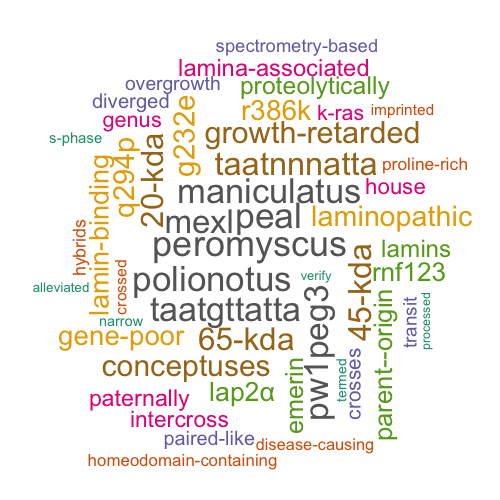 spectrometry-based
lamina-associated
overgrowth
proteolytically
diverged
r386k
k-ras
imprinted
genus
g232e
growth-retarded
s-phase
q294p
20-kda
taatnnnatta
proline-rich
maniculatus
house
lamin-binding
mexl
peal
laminopathic
hybrids
peromyscus
lamins
rnf123
alleviated
crossed
polionotus
verify
45-kda
transit
processed
narrow
taatgttatta
pw1peg3
gene-poor
65-kda
parent--origin
conceptuses
emerin
termed
crosses
lap2α
paternally
intercross
paired-like
disease-causing
homeodomain-containing